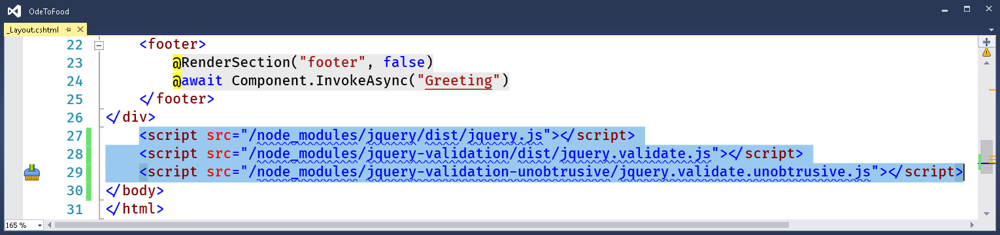 OdeToFood
_Layout.cshtml
22 <footer>
23 @RenderSection("footer", false)
24 @await Component.InvokeAsync("Greeting")
25 </footer>
26 </div>
27 <script src="/node_modules/jquery/dist/jquery.js"></script>
28 <script src="/node_modules/jquery-validation/dist/jquery.validate.js"></script>
29 <script src="/node_modules/jquery-validation-unobtrusive/jquery.validate.unobtrusive.js"></script>
30 </body>
31 </html>
165 %